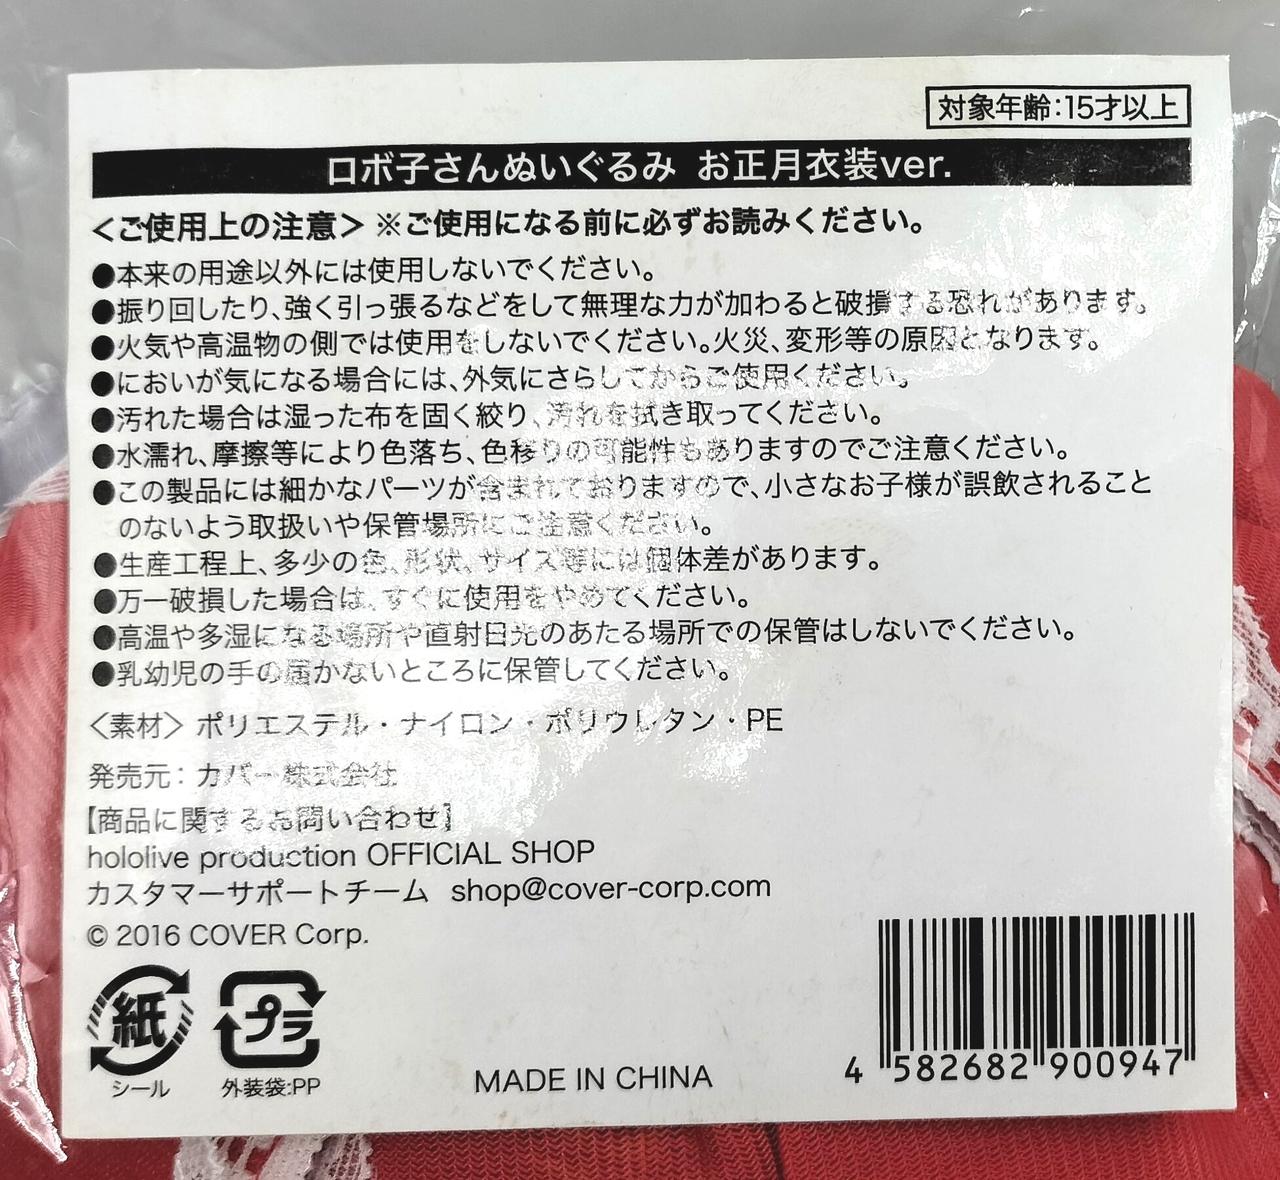 対象年齢:15才以上
ロボ子さんぬいぐるみ お正月衣装ver.
<ご使用上の注意> ※ご使用になる前に必ずお読みください。
●本来の用途以外には使用しないでください。
●振り回したり、強く引っ張るなどをして無理な力が加わると破損する恐れがあります。
●火気や高温物の側では使用をしないでください。火災、変形等の原因となります。
●においが気になる場合には、外気にさらしてからご使用ください。
●汚れた場合は湿った布を固く絞り、汚れを拭き取ってください。
●水濡れ、摩擦等により色落ち、色移りの可能性もありますのでご注意ください。
●この製品には細かなパーツが含まれておりますので、小さなお子様が誤飲されること
のないよう取扱いや保管場所にご注意ください。
●生産工程上、多少の色、形状、サイズ等には個体差があります。
●万一破損した場合は、すぐに使用をやめてください。
●高温や多湿になる場所や直射日光のあたる場所での保管はしないでください。
●乳幼児の手の届かないところに保管してください。
<素材> ポリエステル・ナイロン・ポリウレタン・PE
発売元：カバー株式会社
【商品に関するお問い合わせ】
hololive production OFFICIAL SHOP
カスタマーサポートチーム shop@cover-corp.com
© 2016 COVER Corp.
紙
プラ
シール
外装袋:PP
MADE IN CHINA
4 582682 900947